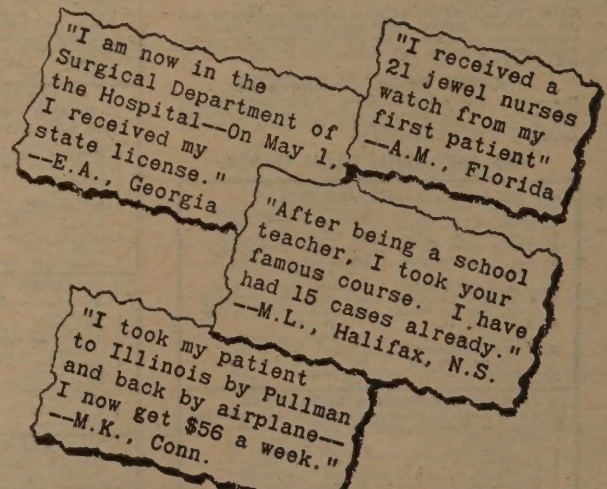 "I am now in the
Surgical Department of
the Hospital--On May 1,
I received my
state license."
--E.A., Georgia
"I received a
21 jewel nurses
watch from my
first patient"
--A.M., Florida
"After being a school
teacher, I took your
famous course. I have
had 15 cases already."
--M.L., Halifax, N.S.
"I took my patient
to Illinois by Pullman
and back by airplane--
I now get $56 a week."
--M.K., Conn.